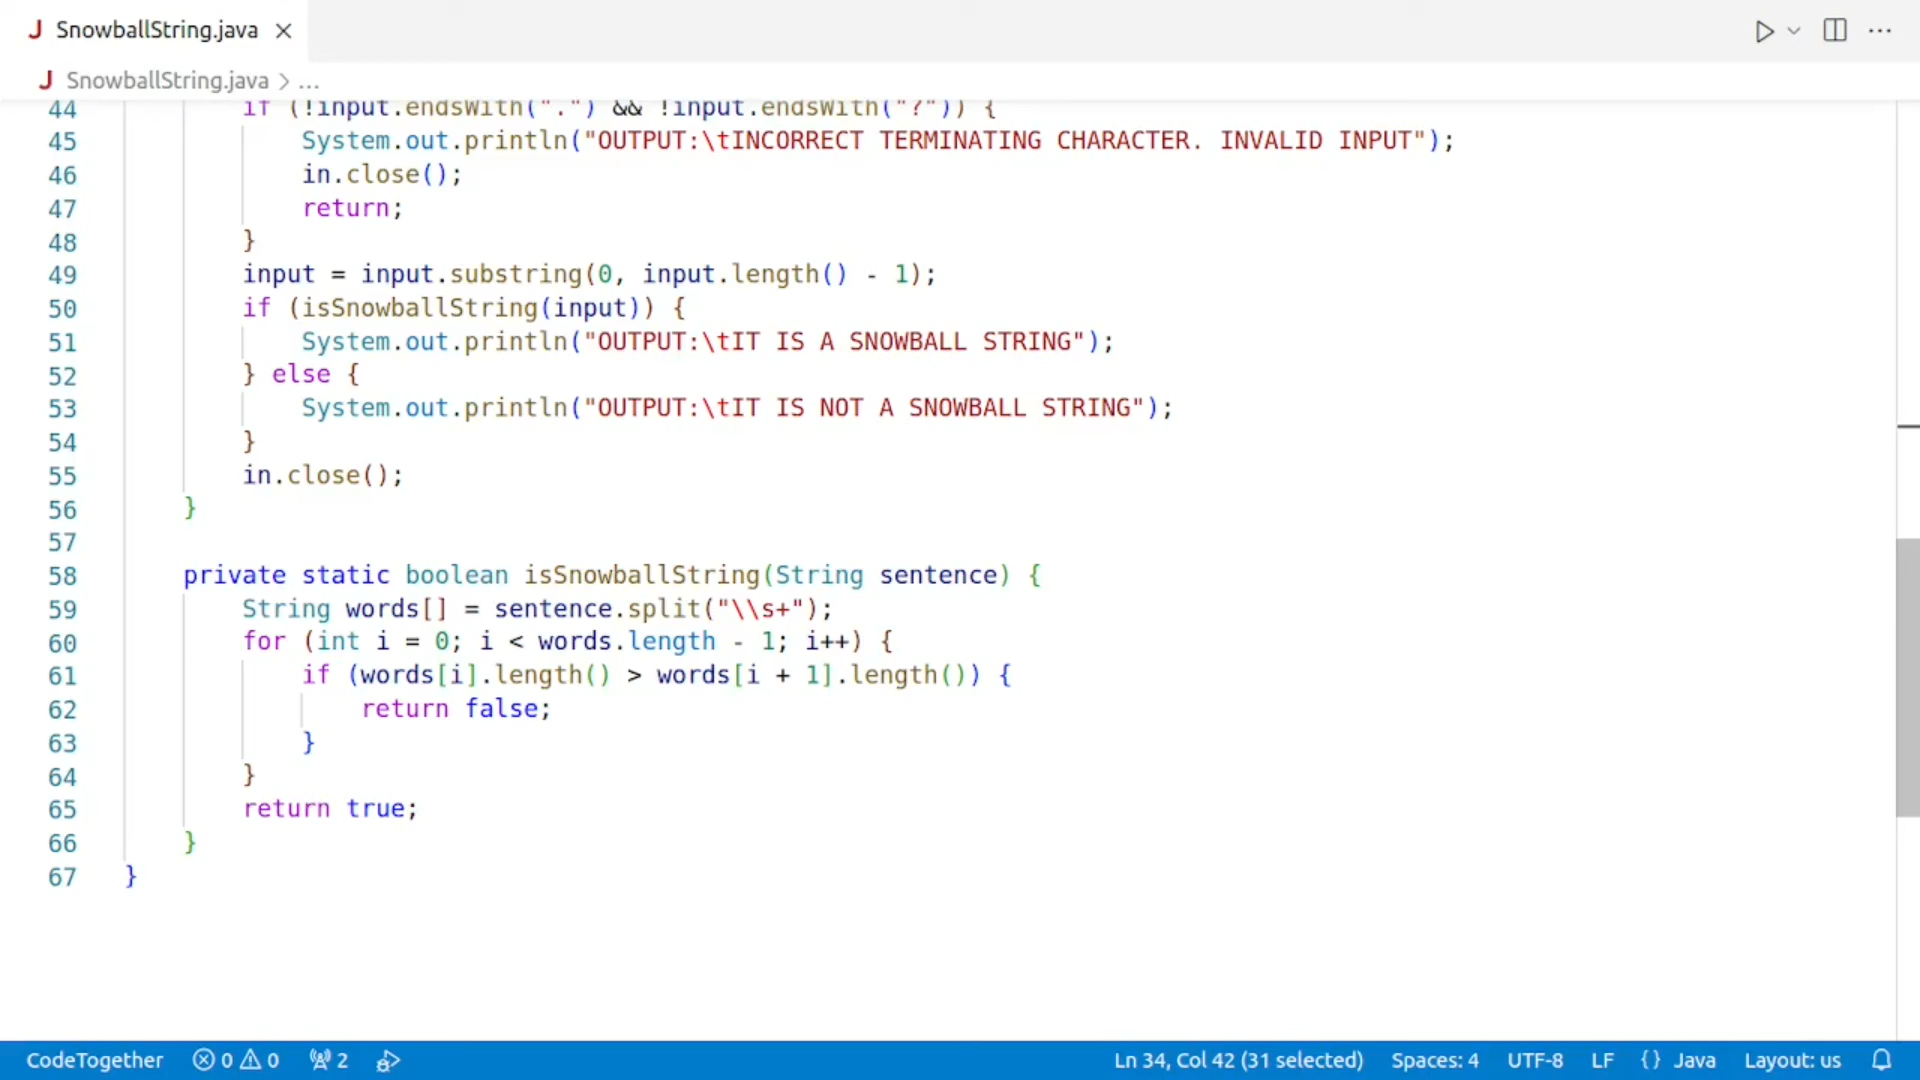 SnowballString.java
SnowballString.java > ...
44 if (!input.endsWith(".") && !input.endsWith("?")) {
45 System.out.println("OUTPUT:\tINCORRECT TERMINATING CHARACTER. INVALID INPUT");
46 in.close();
47 return;
48 }
49 input = input.substring(0, input.length() - 1);
50 if (isSnowballString(input)) {
51 System.out.println("OUTPUT:\tIT IS A SNOWBALL STRING");
52 } else {
53 System.out.println("OUTPUT:\tIT IS NOT A SNOWBALL STRING");
54 }
55 in.close();
56 }
57
58 private static boolean isSnowballString(String sentence) {
59 String words[] = sentence.split("\\s+");
60 for (int i = 0; i < words.length - 1; i++) {
61 if (words[i].length() > words[i + 1].length()) {
62 return false;
63 }
64 }
65 return true;
66 }
67 }
CodeTogether 0 0 2 Ln 34, Col 42 (31 selected) Spaces: 4 UTF-8 LF {} Java Layout: us